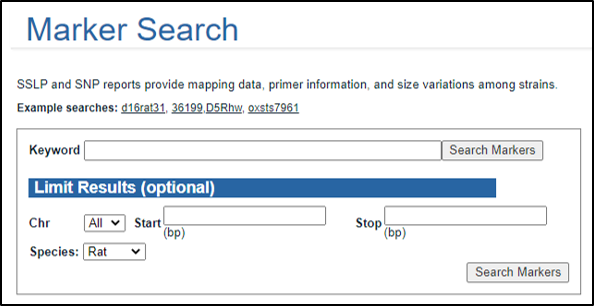 Marker Search
SSLP and SNP reports provide mapping data, primer information, and size variations among strains.
Example searches: d16rat31, 36199,D5Rhw, oxsts7961
Keyword Search Markers
Limit Results (optional)
Chr All Start Stop
(bp) (bp)
Species: Rat
Search Markers